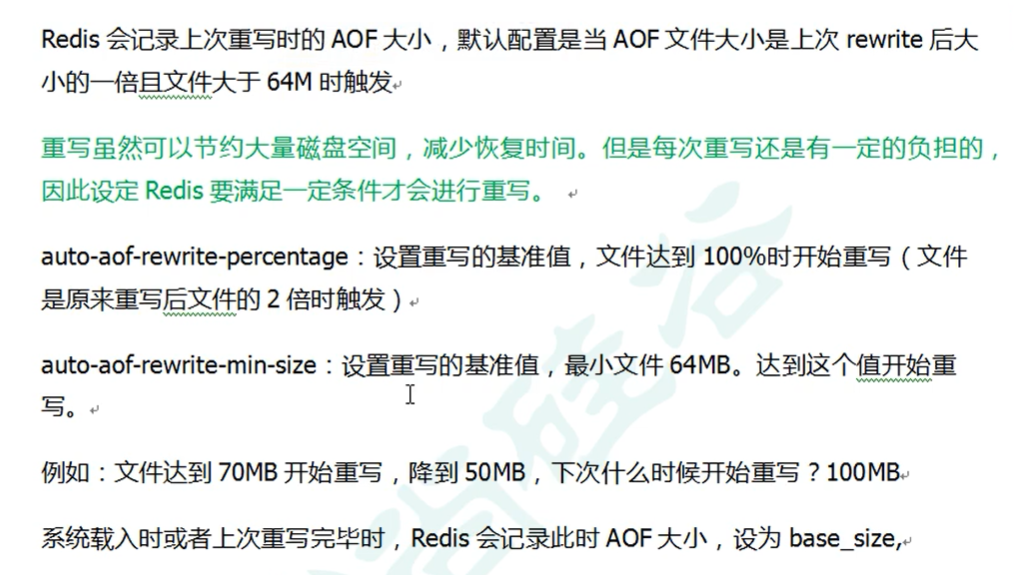 Redis 会记录上次重写时的 AOF 大小，默认配置是当 AOF 文件大小是上次 rewrite 后大
小的一倍且文件大于 64M 时触发
重写虽然可以节约大量磁盘空间，减少恢复时间。但是每次重写还是有一定的负担的，
因此设定 Redis 要满足一定条件才会进行重写。
auto-aof-rewrite-percentage：设置重写的基准值，文件达到 100%时开始重写（文件
是原来重写后文件的 2 倍时触发）
auto-aof-rewrite-min-size：设置重写的基准值，最小文件 64MB。达到这个值开始重
写。
例如：文件达到 70MB 开始重写，降到 50MB，下次什么时候开始重写？100MB
系统载入时或者上次重写完毕时，Redis 会记录此时 AOF 大小，设为 base_size,
尚硅谷